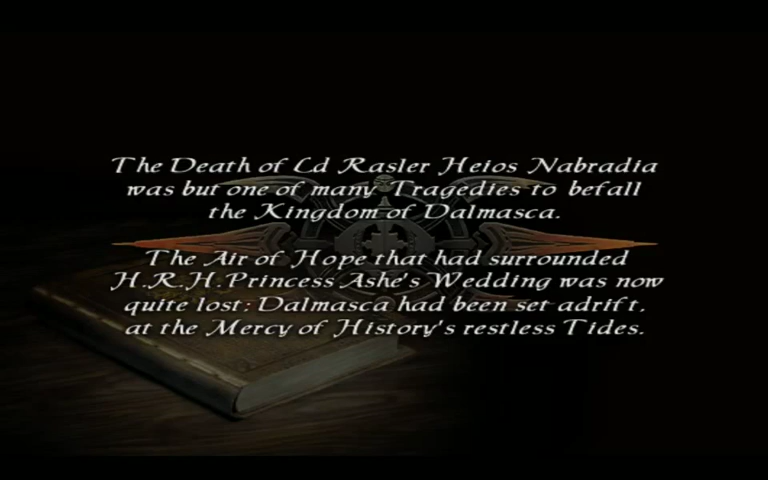 The Death of Ld Rasler Heios Nabradia
was but one of many Tragedies to befall
the Kingdom of Dalmasca.
The Air of Hope that had surrounded
H.R.H.Princess Ashe's Wedding was now
quite lost; Dalmasca had been set adrift,
at the Mercy of History's restless Tides.